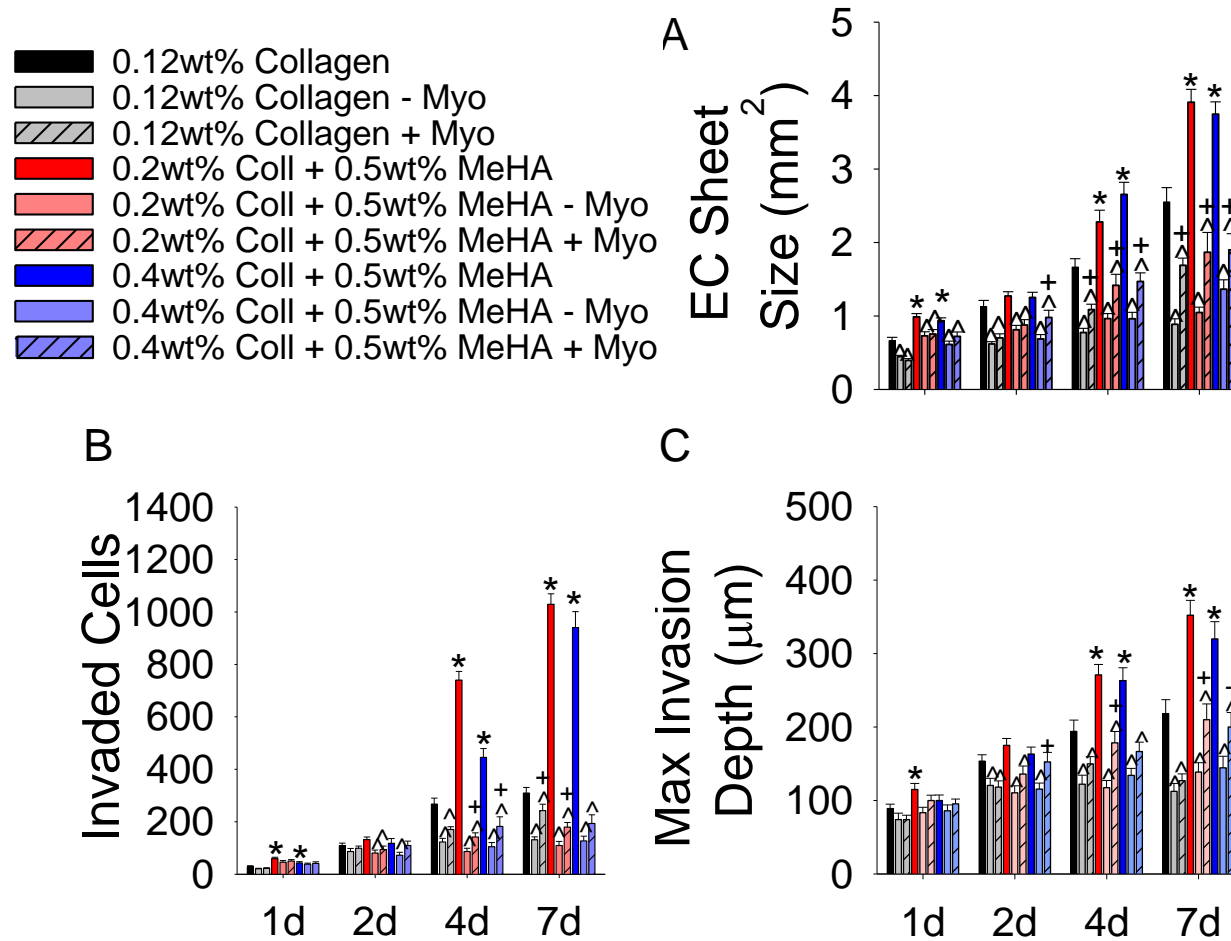 0.12wt% Collagen
0.12wt% Collagen - Myo
0.12wt% Collagen + Myo
0.2wt% Coll + 0.5wt% MeHA
0.2wt% Coll + 0.5wt% MeHA - Myo
0.2wt% Coll + 0.5wt% MeHA + Myo
0.4wt% Coll + 0.5wt% MeHA
0.4wt% Coll + 0.5wt% MeHA - Myo
0.4wt% Coll + 0.5wt% MeHA + Myo
A
EC Sheet
Size (mm²)
5
4
3
2
1
0
B
Invaded Cells
1400
1200
1000
800
600
400
200
0
1d 2d 4d 7d
C
Max Invasion
Depth (μm)
500
400
300
200
100
0
1d 2d 4d 7d